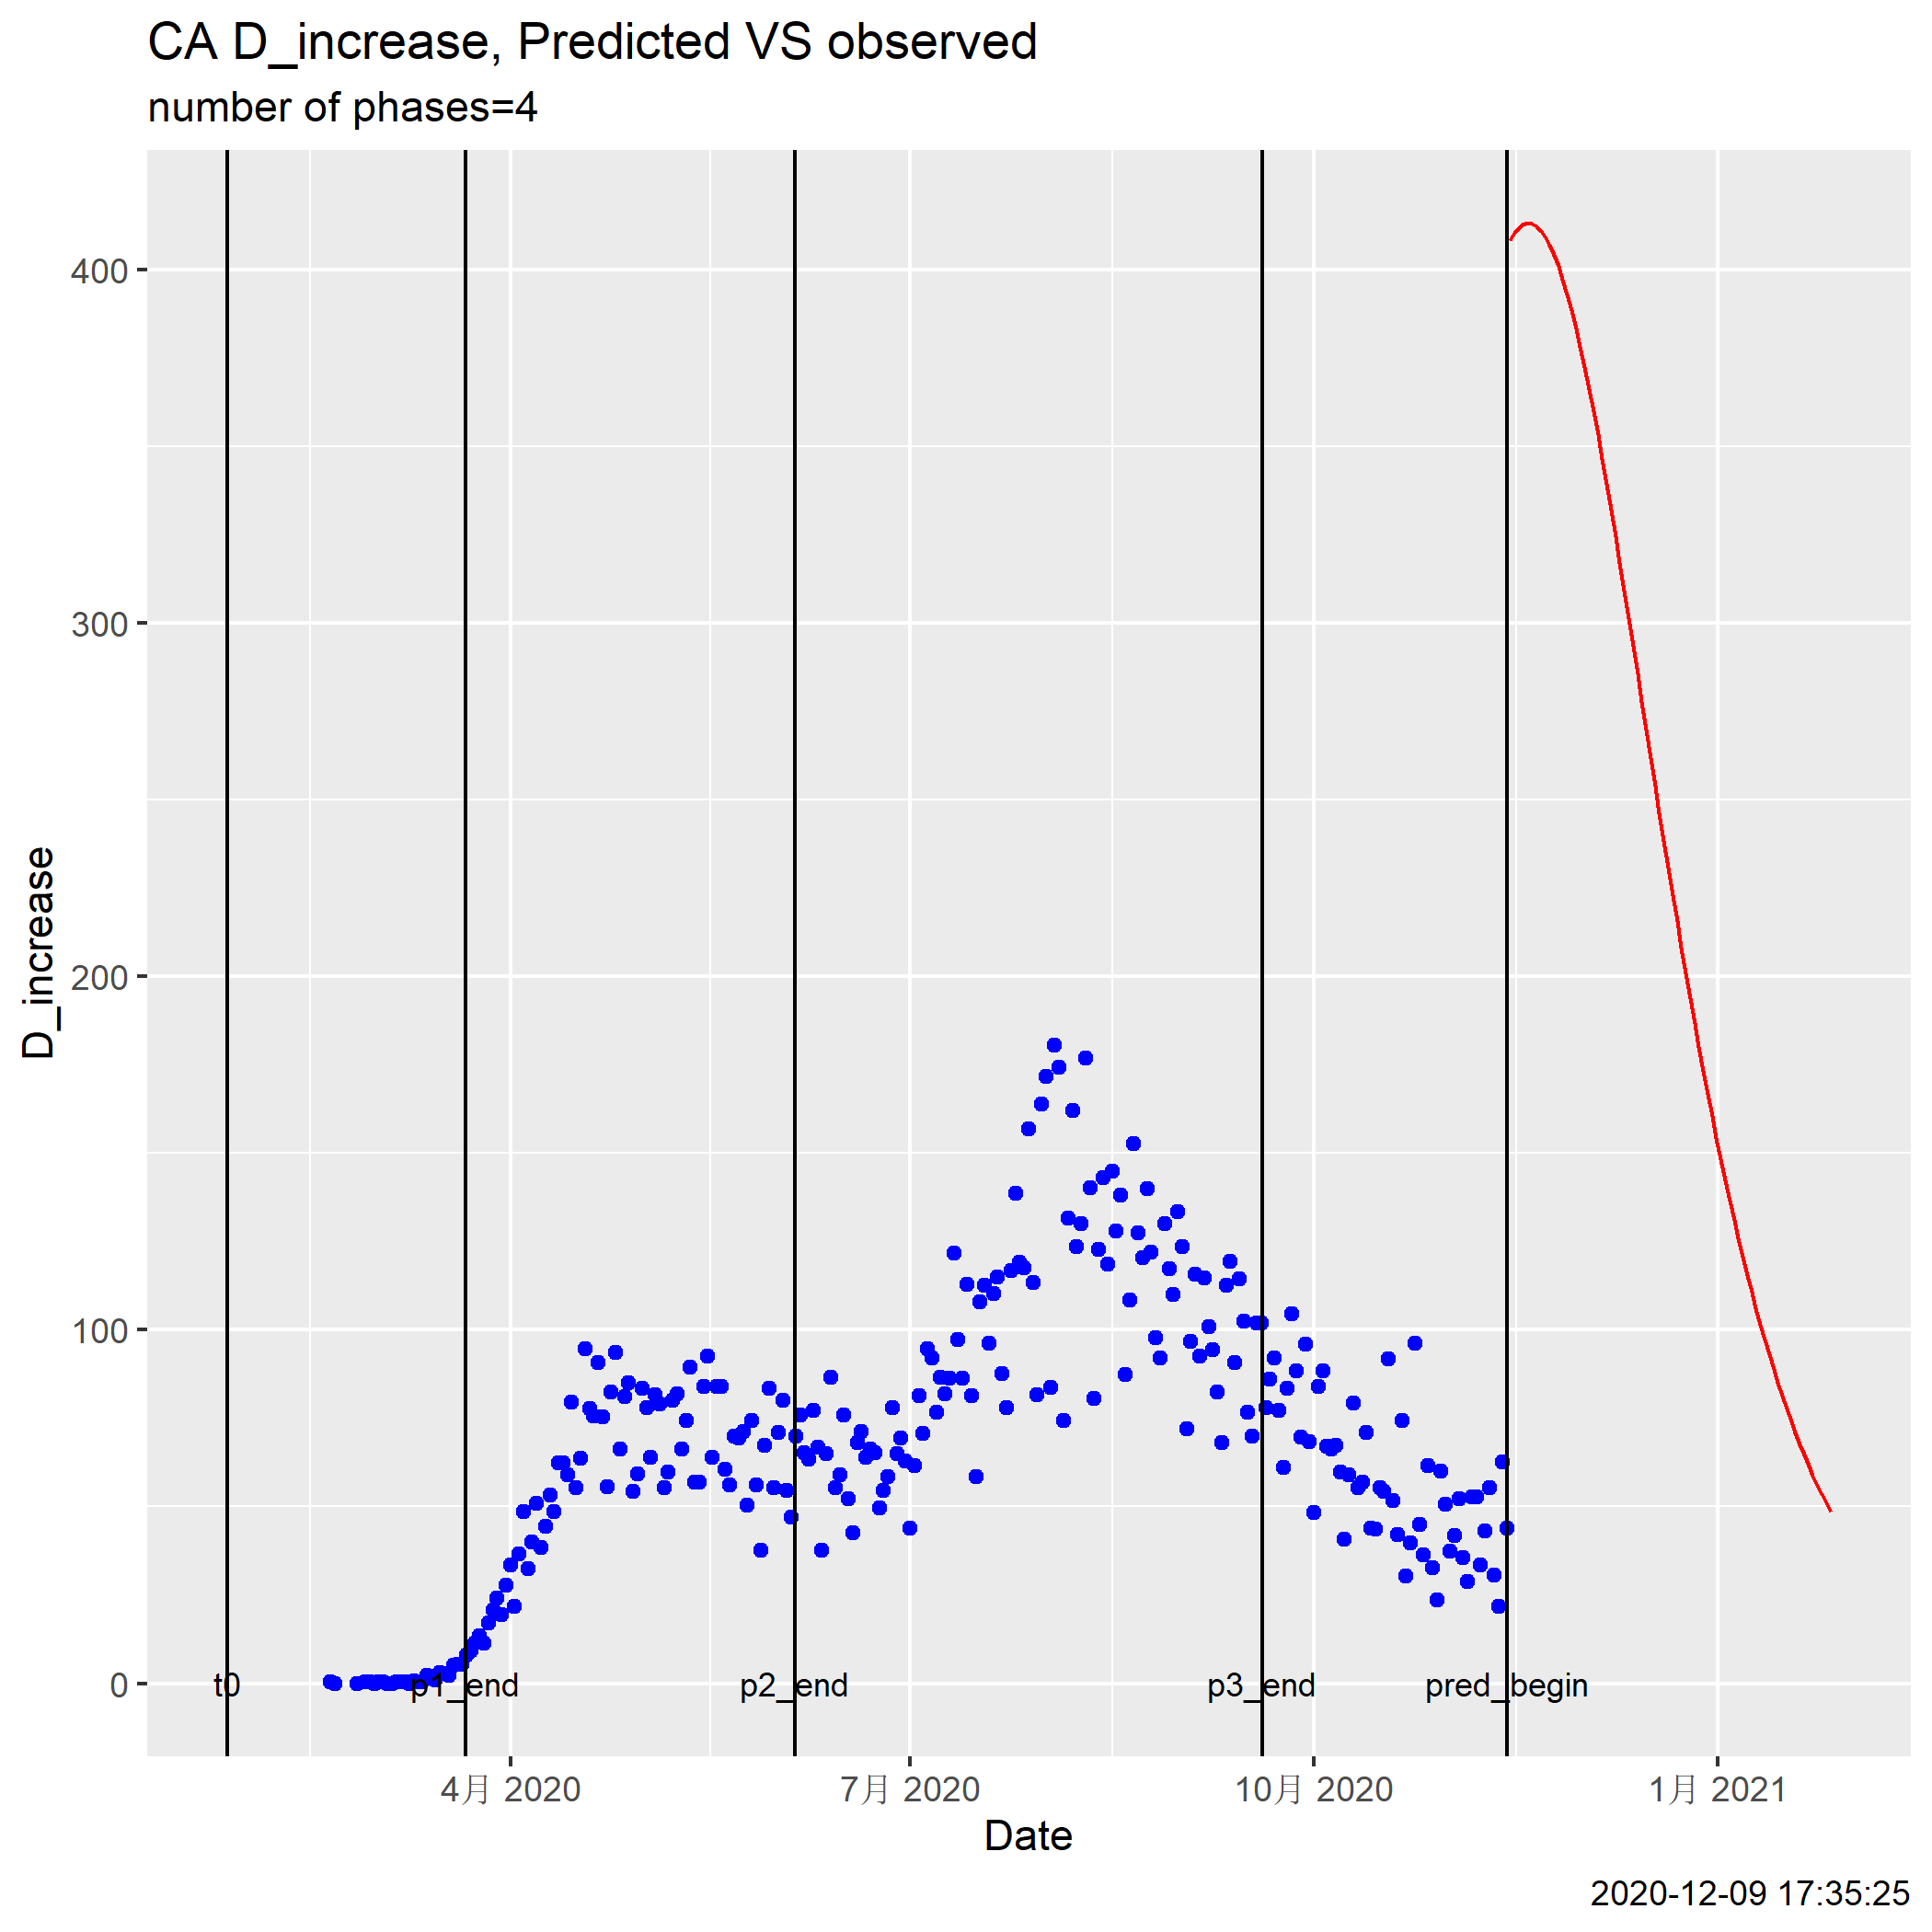 CA D_increase, Predicted VS observed
number of phases=4
400
300
200
100
0
D_increase
t0
p1_end
p2_end
p3_end
pred_begin
4月 2020
7月 2020
10月 2020
1月 2021
Date
2020-12-09 17:35:25